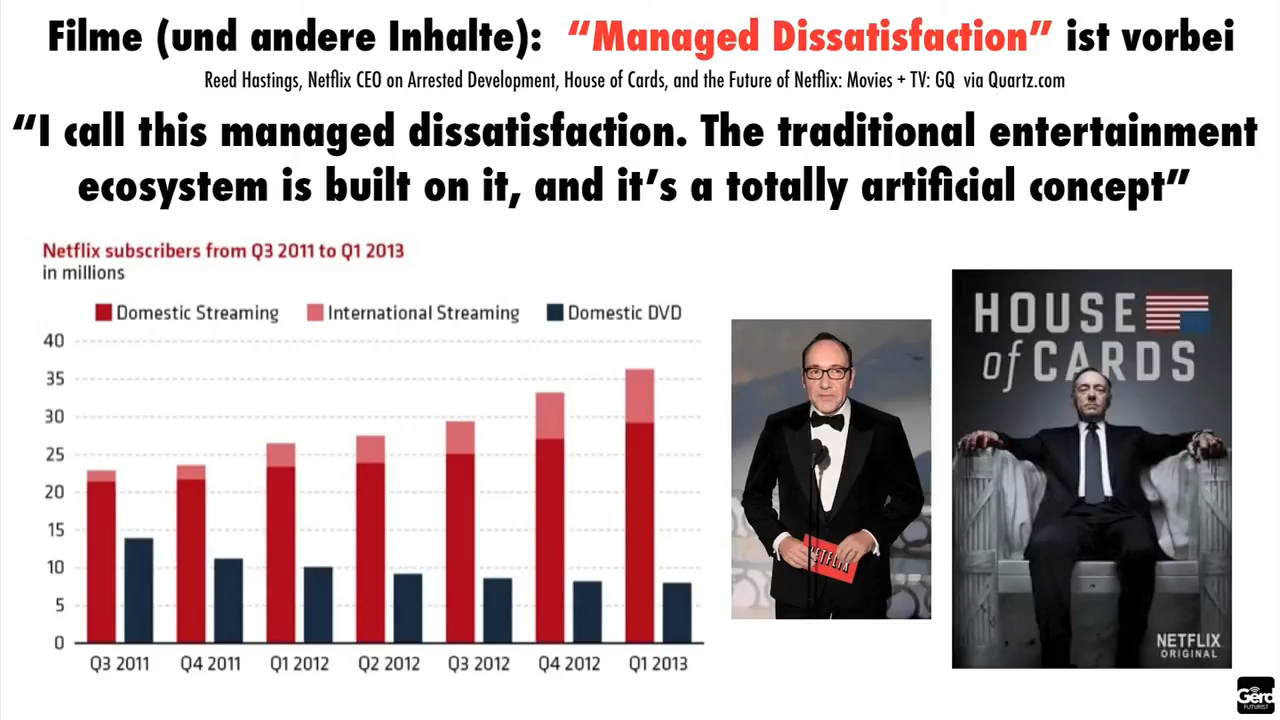 Filme (und andere Inhalte): “Managed Dissatisfaction” ist vorbei
Reed Hastings, Netflix CEO on Arrested Development, House of Cards, and the Future of Netflix: Movies + TV: GQ via Quartz.com
“I call this managed dissatisfaction. The traditional entertainment
ecosystem is built on it, and it’s a totally artificial concept”
Netflix subscribers from Q3 2011 to Q1 2013
in millions
Domestic Streaming International Streaming Domestic DVD
40
35
30
25
20
15
10
5
0
Q3 2011 Q4 2011 Q1 2012 Q2 2012 Q3 2012 Q4 2012 Q1 2013
NETFLIX
HOUSE
of CARDS
NETFLIX
ORIGINAL
Gerd
FUTURIST